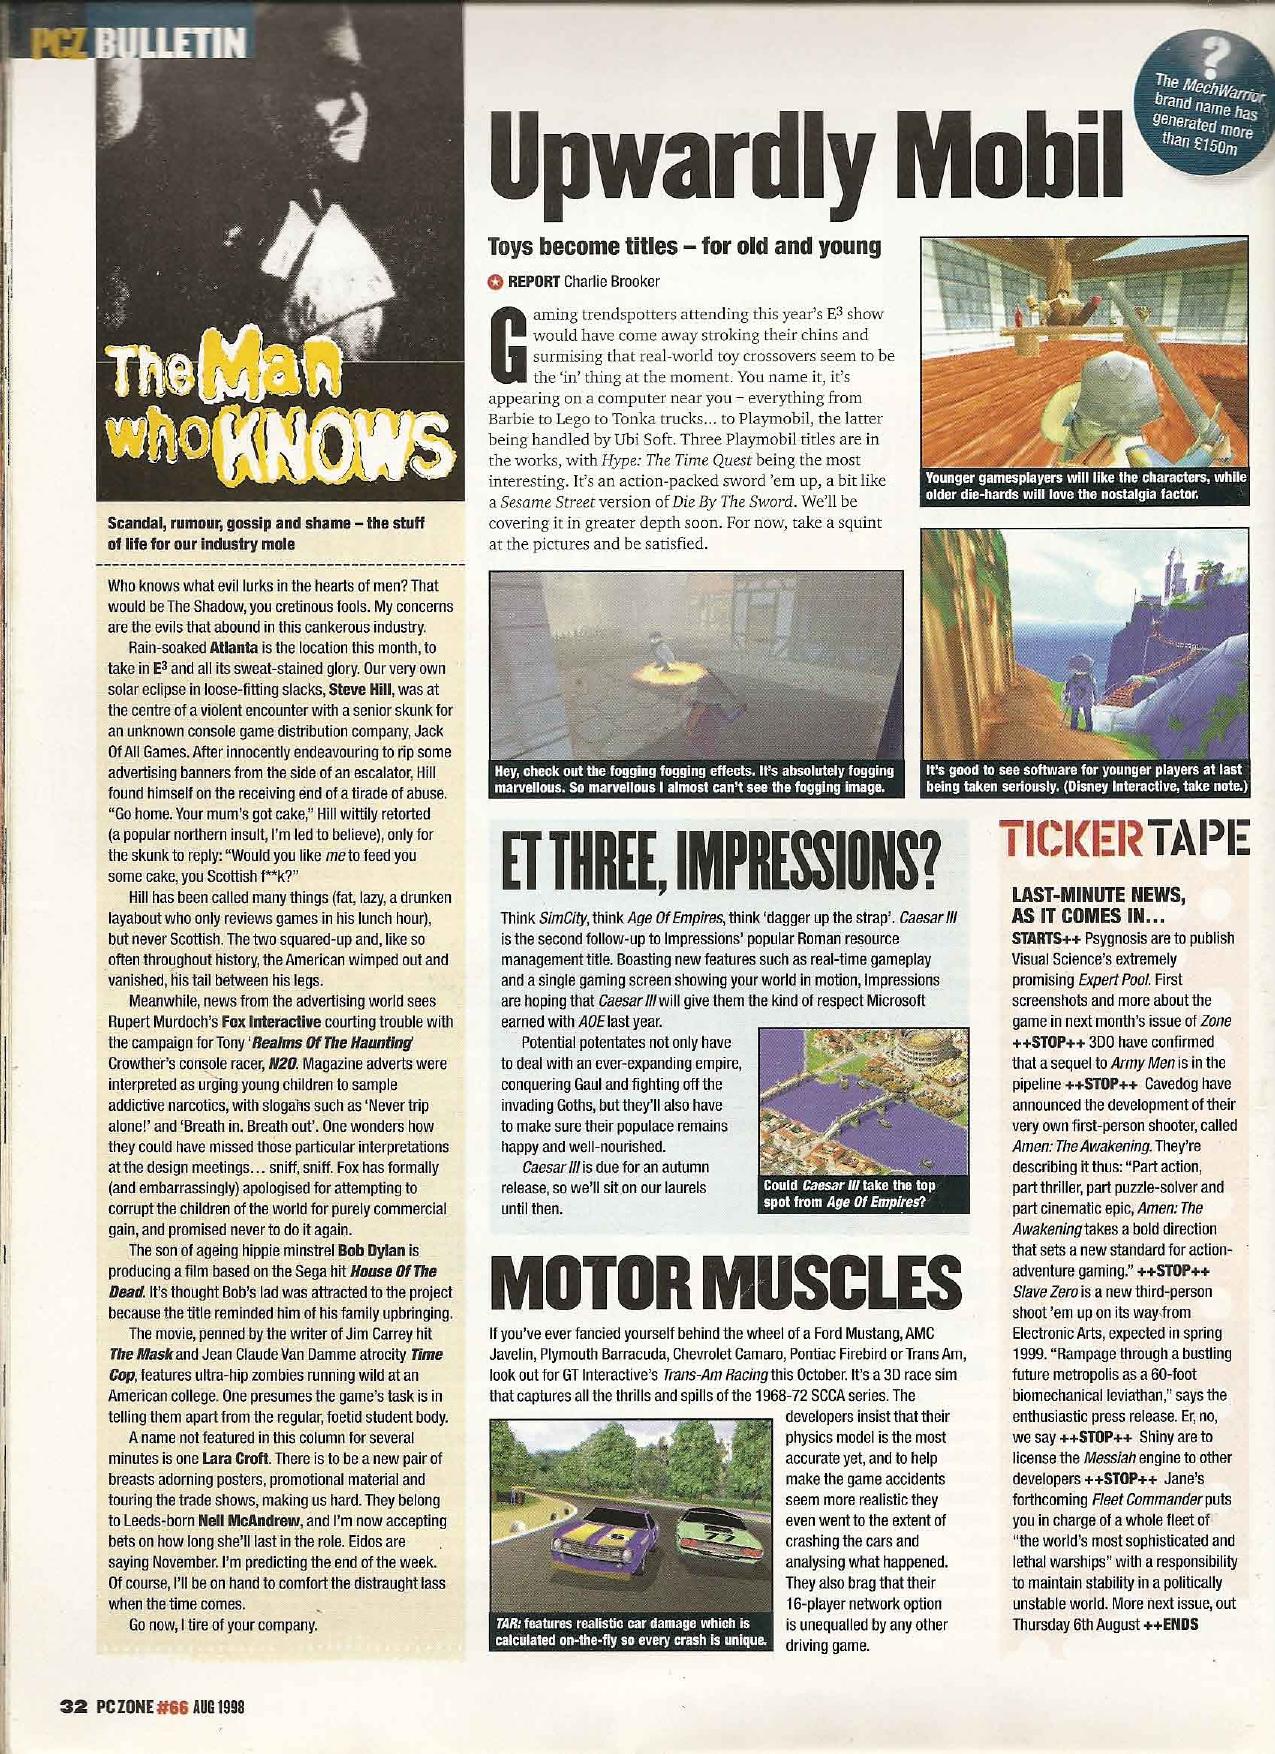 PCZ BULLETIN
The Man
who KNOWS
Scandal, rumour, gossip and shame – the stuff
of life for our industry mole
Who knows what evil lurks in the hearts of men? That
would be The Shadow, you cretinous fools. My concerns
are the evils that abound in this cankerous industry.
Rain-soaked Atlanta is the location this month, to
take in E³ and all its sweat-stained glory. Our very own
solar eclipse in loose-fitting slacks, Steve Hill, was at
the centre of a violent encounter with a senior skunk for
an unknown console game distribution company, Jack
Of All Games. After innocently endeavouring to rip some
advertising banners from the side of an escalator, Hill
found himself on the receiving end of a tirade of abuse.
“Go home. Your mum's got cake,” Hill wittily retorted
(a popular northern insult, I'm led to believe), only for
the skunk to reply: “Would you like me to feed you
some cake, you Scottish f**k?”
Hill has been called many things (fat, lazy, a drunken
layabout who only reviews games in his lunch hour),
but never Scottish. The two squared-up and, like so
often throughout history, the American wimped out and
vanished, his tail between his legs.
Meanwhile, news from the advertising world sees
Rupert Murdoch's Fox Interactive courting trouble with
the campaign for Tony 'Realms Of The Haunting'
Crowther's console racer, N2O. Magazine adverts were
interpreted as urging young children to sample
addictive narcotics, with slogans such as 'Never trip
alone!' and 'Breath in. Breath out'. One wonders how
they could have missed those particular interpretations
at the design meetings... sniff, sniff. Fox has formally
(and embarrassingly) apologised for attempting to
corrupt the children of the world for purely commercial
gain, and promised never to do it again.
The son of ageing hippie minstrel Bob Dylan is
producing a film based on the Sega hit House Of The
Dead. It's thought Bob's lad was attracted to the project
because the title reminded him of his family upbringing.
The movie, penned by the writer of Jim Carrey hit
The Mask and Jean Claude Van Damme atrocity Time
Cop, features ultra-hip zombies running wild at an
American college. One presumes the game's task is in
telling them apart from the regular, foetid student body.
A name not featured in this column for several
minutes is one Lara Croft. There is to be a new pair of
breasts adorning posters, promotional material and
touring the trade shows, making us hard. They belong
to Leeds-born Nell McAndrew, and I'm now accepting
bets on how long she'll last in the role. Eidos are
saying November. I'm predicting the end of the week.
Of course, I'll be on hand to comfort the distraught lass
when the time comes.
Go now, I tire of your company.
Upwardly Mobil
?
The MechWarrior
brand name has
generated more
than £150m
Toys become titles – for old and young
REPORT Charlie Brooker
Gaming trendspotters attending this year's E³ show
would have come away stroking their chins and
surmising that real-world toy crossovers seem to be
the 'in' thing at the moment. You name it, it's
appearing on a computer near you – everything from
Barbie to Lego to Tonka trucks... to Playmobil, the latter
being handled by Ubi Soft. Three Playmobil titles are in
the works, with Hype: The Time Quest being the most
interesting. It's an action-packed sword 'em up, a bit like
a Sesame Street version of Die By The Sword. We'll be
covering it in greater depth soon. For now, take a squint
at the pictures and be satisfied.
Younger gamesplayers will like the characters, while
older die-hards will love the nostalgia factor.
Hey, check out the fogging fogging effects. It's absolutely fogging
marvellous. So marvellous I almost can't see the fogging image.
It's good to see software for younger players at last
being taken seriously. (Disney Interactive, take note.)
ET THREE, IMPRESSIONS?
Think SimCity, think Age Of Empires, think 'dagger up the strap'. Caesar III
is the second follow-up to Impressions' popular Roman resource
management title. Boasting new features such as real-time gameplay
and a single gaming screen showing your world in motion, Impressions
are hoping that Caesar III will give them the kind of respect Microsoft
earned with AOE last year.
Potential potentates not only have
to deal with an ever-expanding empire,
conquering Gaul and fighting off the
invading Goths, but they'll also have
to make sure their populace remains
happy and well-nourished.
Caesar III is due for an autumn
release, so we'll sit on our laurels
until then.
Could Caesar III take the top
spot from Age Of Empires?
MOTOR MUSCLES
If you've ever fancied yourself behind the wheel of a Ford Mustang, AMC
Javelin, Plymouth Barracuda, Chevrolet Camaro, Pontiac Firebird or Trans Am,
look out for GT Interactive's Trans-Am Racing this October. It's a 3D race sim
that captures all the thrills and spills of the 1968-72 SCCA series. The
developers insist that their
physics model is the most
accurate yet, and to help
make the game accidents
seem more realistic they
even went to the extent of
crashing the cars and
analysing what happened.
They also brag that their
16-player network option
is unequalled by any other
driving game.
5
77
TAR: features realistic car damage which is
calculated on-the-fly so every crash is unique.
TICKERTAPE
LAST-MINUTE NEWS,
AS IT COMES IN...
STARTS++ Psygnosis are to publish
Visual Science's extremely
promising Expert Pool. First
screenshots and more about the
game in next month's issue of Zone
++STOP++ 3DO have confirmed
that a sequel to Army Men is in the
pipeline ++STOP++ Cavedog have
announced the development of their
very own first-person shooter, called
Amen: The Awakening. They're
describing it thus: “Part action,
part thriller, part puzzle-solver and
part cinematic epic, Amen: The
Awakening takes a bold direction
that sets a new standard for action-
adventure gaming.” ++STOP++
Slave Zero is a new third-person
shoot 'em up on its way from
Electronic Arts, expected in spring
1999. “Rampage through a bustling
future metropolis as a 60-foot
biomechanical leviathan,” says the
enthusiastic press release. Er, no,
we say ++STOP++ Shiny are to
license the Messiah engine to other
developers ++STOP++ Jane's
forthcoming Fleet Commander puts
you in charge of a whole fleet of
“the world's most sophisticated and
lethal warships” with a responsibility
to maintain stability in a politically
unstable world. More next issue, out
Thursday 6th August ++ENDS
32 PC ZONE #66 AUG 1998